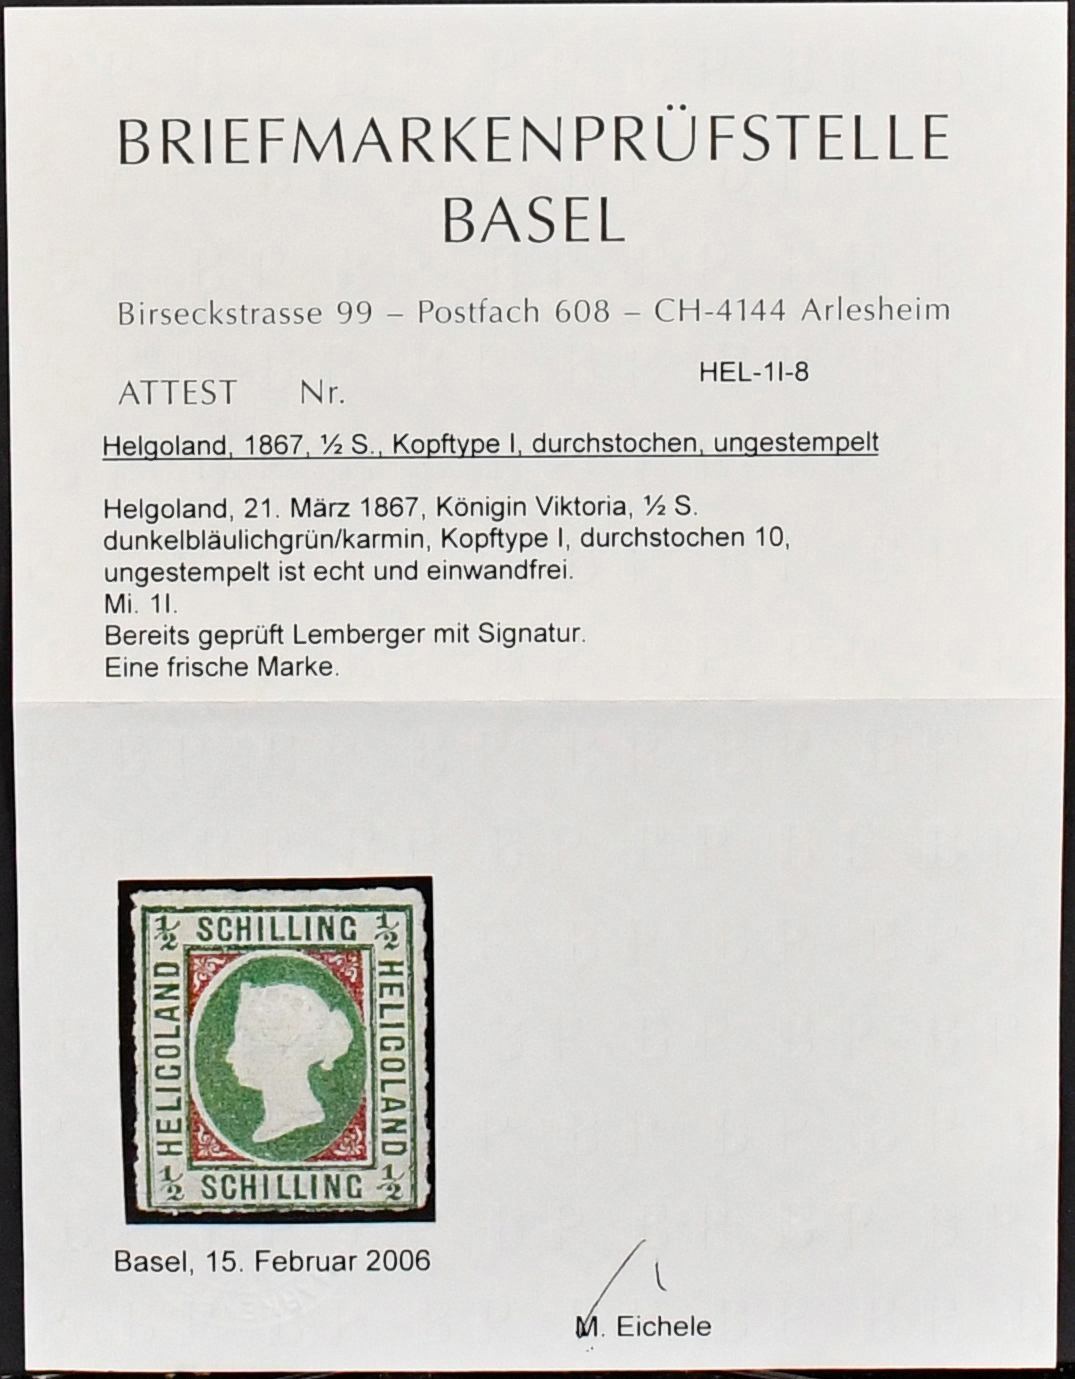 BRIEFMARKENPRÜFSTELLE
BASEL
Birseckstrasse 99 – Postfach 608 – CH-4144 Arlesheim
HEL-1I-8
ATTEST Nr.
Helgoland, 1867, ½ S., Kopftype I, durchstochen, ungestempelt
Helgoland, 21. März 1867, Königin Viktoria, ½ S.
dunkelbläulichgrün/karmin, Kopftype I, durchstochen 10,
ungestempelt ist echt und einwandfrei.
Mi. 1I.
Bereits geprüft Lemberger mit Signatur.
Eine frische Marke.
½ SCHILLING ½
HELIGOLAND
HELIGOLAND
½ SCHILLING ½
Basel, 15. Februar 2006
M. Eichele